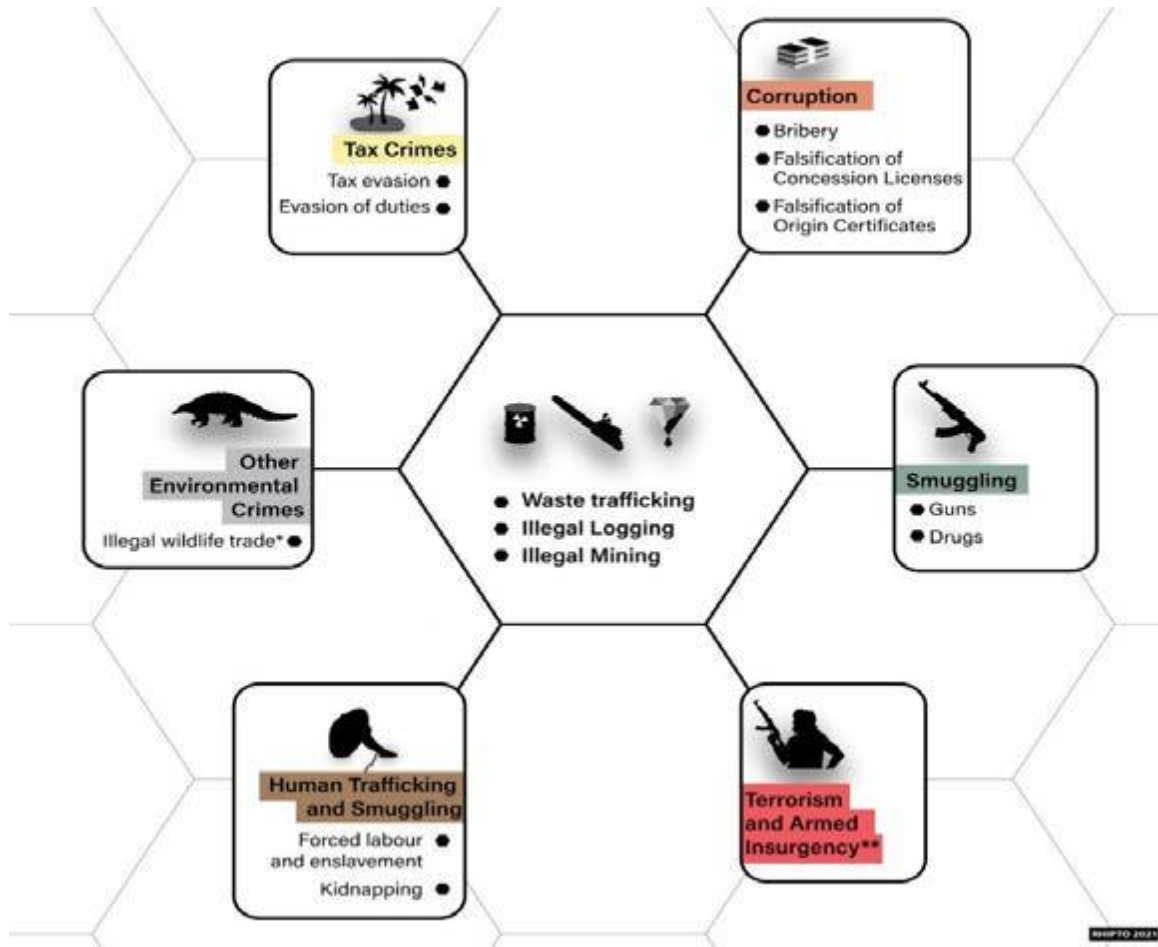 Tax Crimes
Tax evasion
Evasion of duties
Corruption
Bribery
Falsification of
Concession Licenses
Falsification of
Origin Certificates
Other
Environmental
Crimes
Illegal wildlife trade*
Waste trafficking
Illegal Logging
Illegal Mining
Smuggling
Guns
Drugs
Human Trafficking
and Smuggling
Forced labour
and enslavement
Kidnapping
Terrorism
and Armed
Insurgency**
RHIPTO 2021